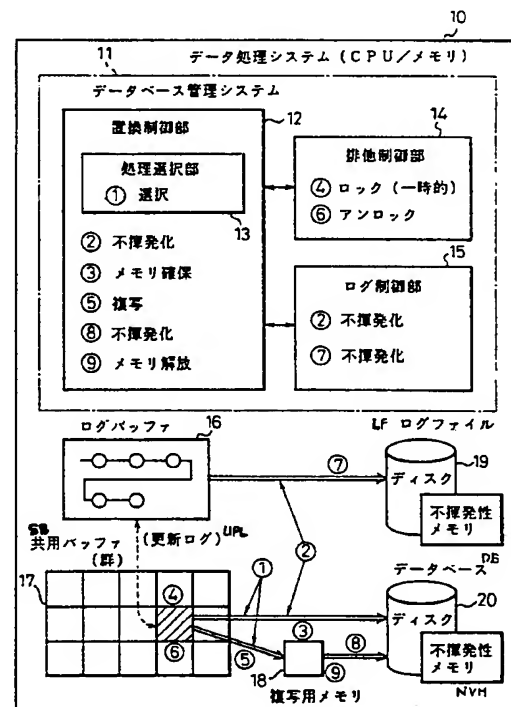 10
データ処理システム(CPU/メモリ)
11
データベース管理システム
置換制御部
12
処理選択部
① 選択
13
② 不揮発化
③ メモリ確保
⑤ 複写
⑧ 不揮発化
⑨ メモリ解放
14
排他制御部
④ ロック(一時的)
⑥ アンロック
15
ログ制御部
② 不揮発化
⑦ 不揮発化
ログバッファ
16
LF ログファイル
⑦
19
ディスク
不揮発性
メモリ
②
SB
共用バッファ
(群)
(更新ログ)UPL
①
DB
データベース
17
④
⑥
③
⑤
⑧
⑨
18
複写用メモリ
20
ディスク
不揮発性
メモリ
NVM